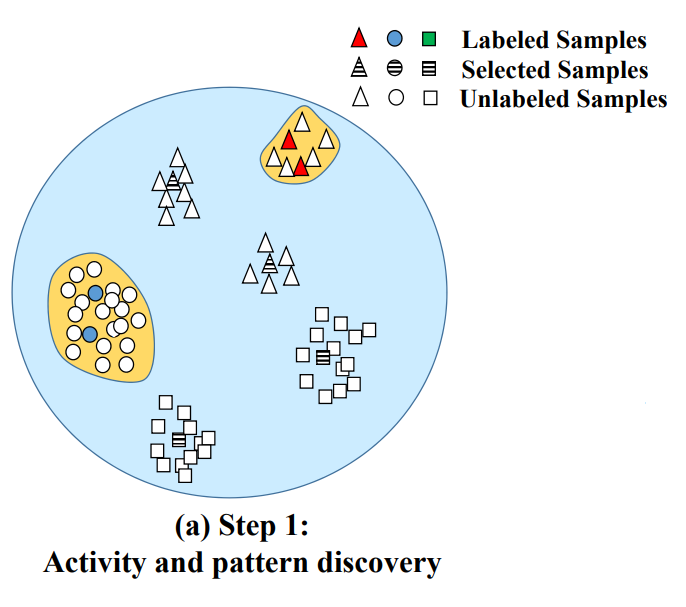 Labeled Samples
Selected Samples
Unlabeled Samples
(a) Step 1:
Activity and pattern discovery